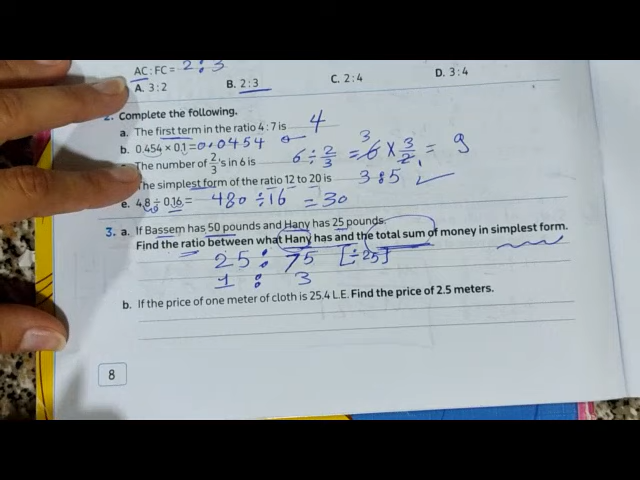 AC:FC = 2:3
A. 3:2 B. 2:3 C. 2:4 D. 3:4
2. Complete the following.
a. The first term in the ratio 4:7 is 4
b. 0.454 × 0.1 = 0.0454
The number of 2/3's in 6 is 6 ÷ 2/3 = 6 × 3/2 = 9
The simplest form of the ratio 12 to 20 is 3:5
e. 4.8 ÷ 0.16 = 480 ÷ 16 = 30
3. a. If Bassem has 50 pounds and Hany has 25 pounds.
Find the ratio between what Hany has and the total sum of money in simplest form.
25 : 75 [÷25]
1 : 3
b. If the price of one meter of cloth is 25.4 L.E. Find the price of 2.5 meters.
8